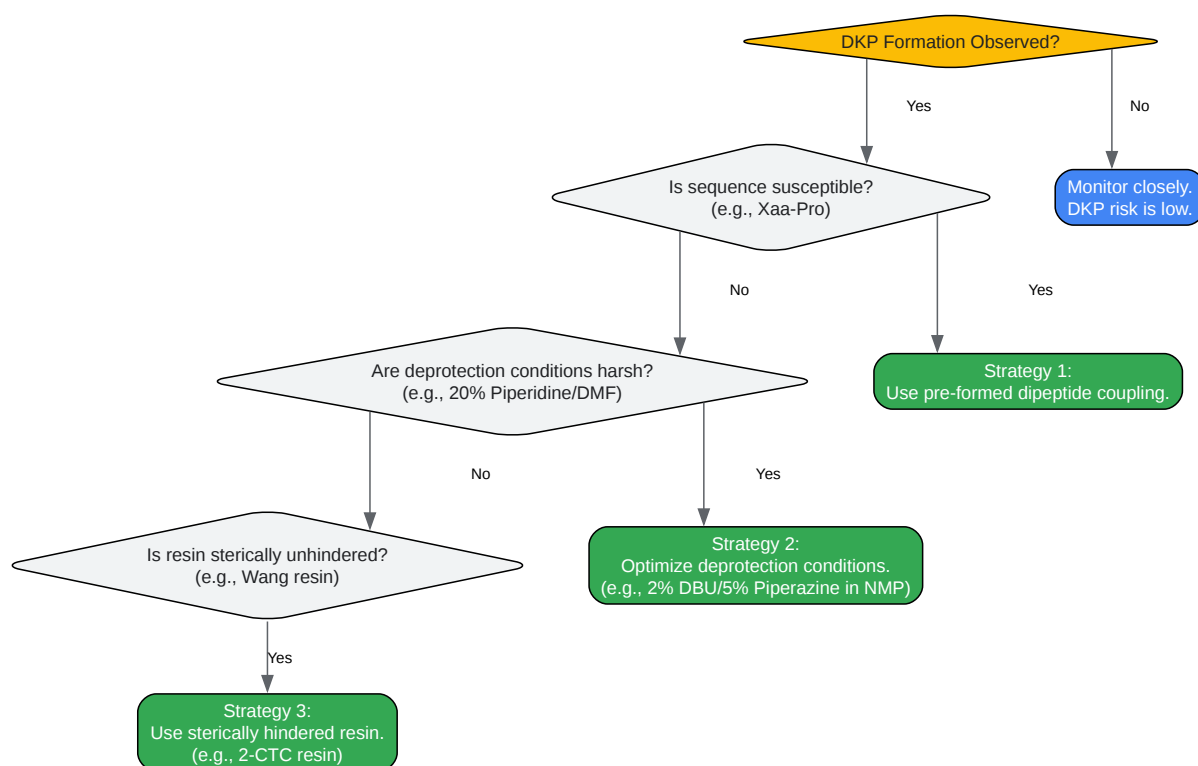 DKP Formation Observed?
Yes
No
Is sequence susceptible?
(e.g., Xaa-Pro)
Monitor closely.
DKP risk is low.
No
Yes
Are deprotection conditions harsh?
(e.g., 20% Piperidine/DMF)
Strategy 1:
Use pre-formed dipeptide coupling.
No
Yes
Is resin sterically unhindered?
(e.g., Wang resin)
Strategy 2:
Optimize deprotection conditions.
(e.g., 2% DBU/5% Piperazine in NMP)
Yes
Strategy 3:
Use sterically hindered resin.
(e.g., 2-CTC resin)